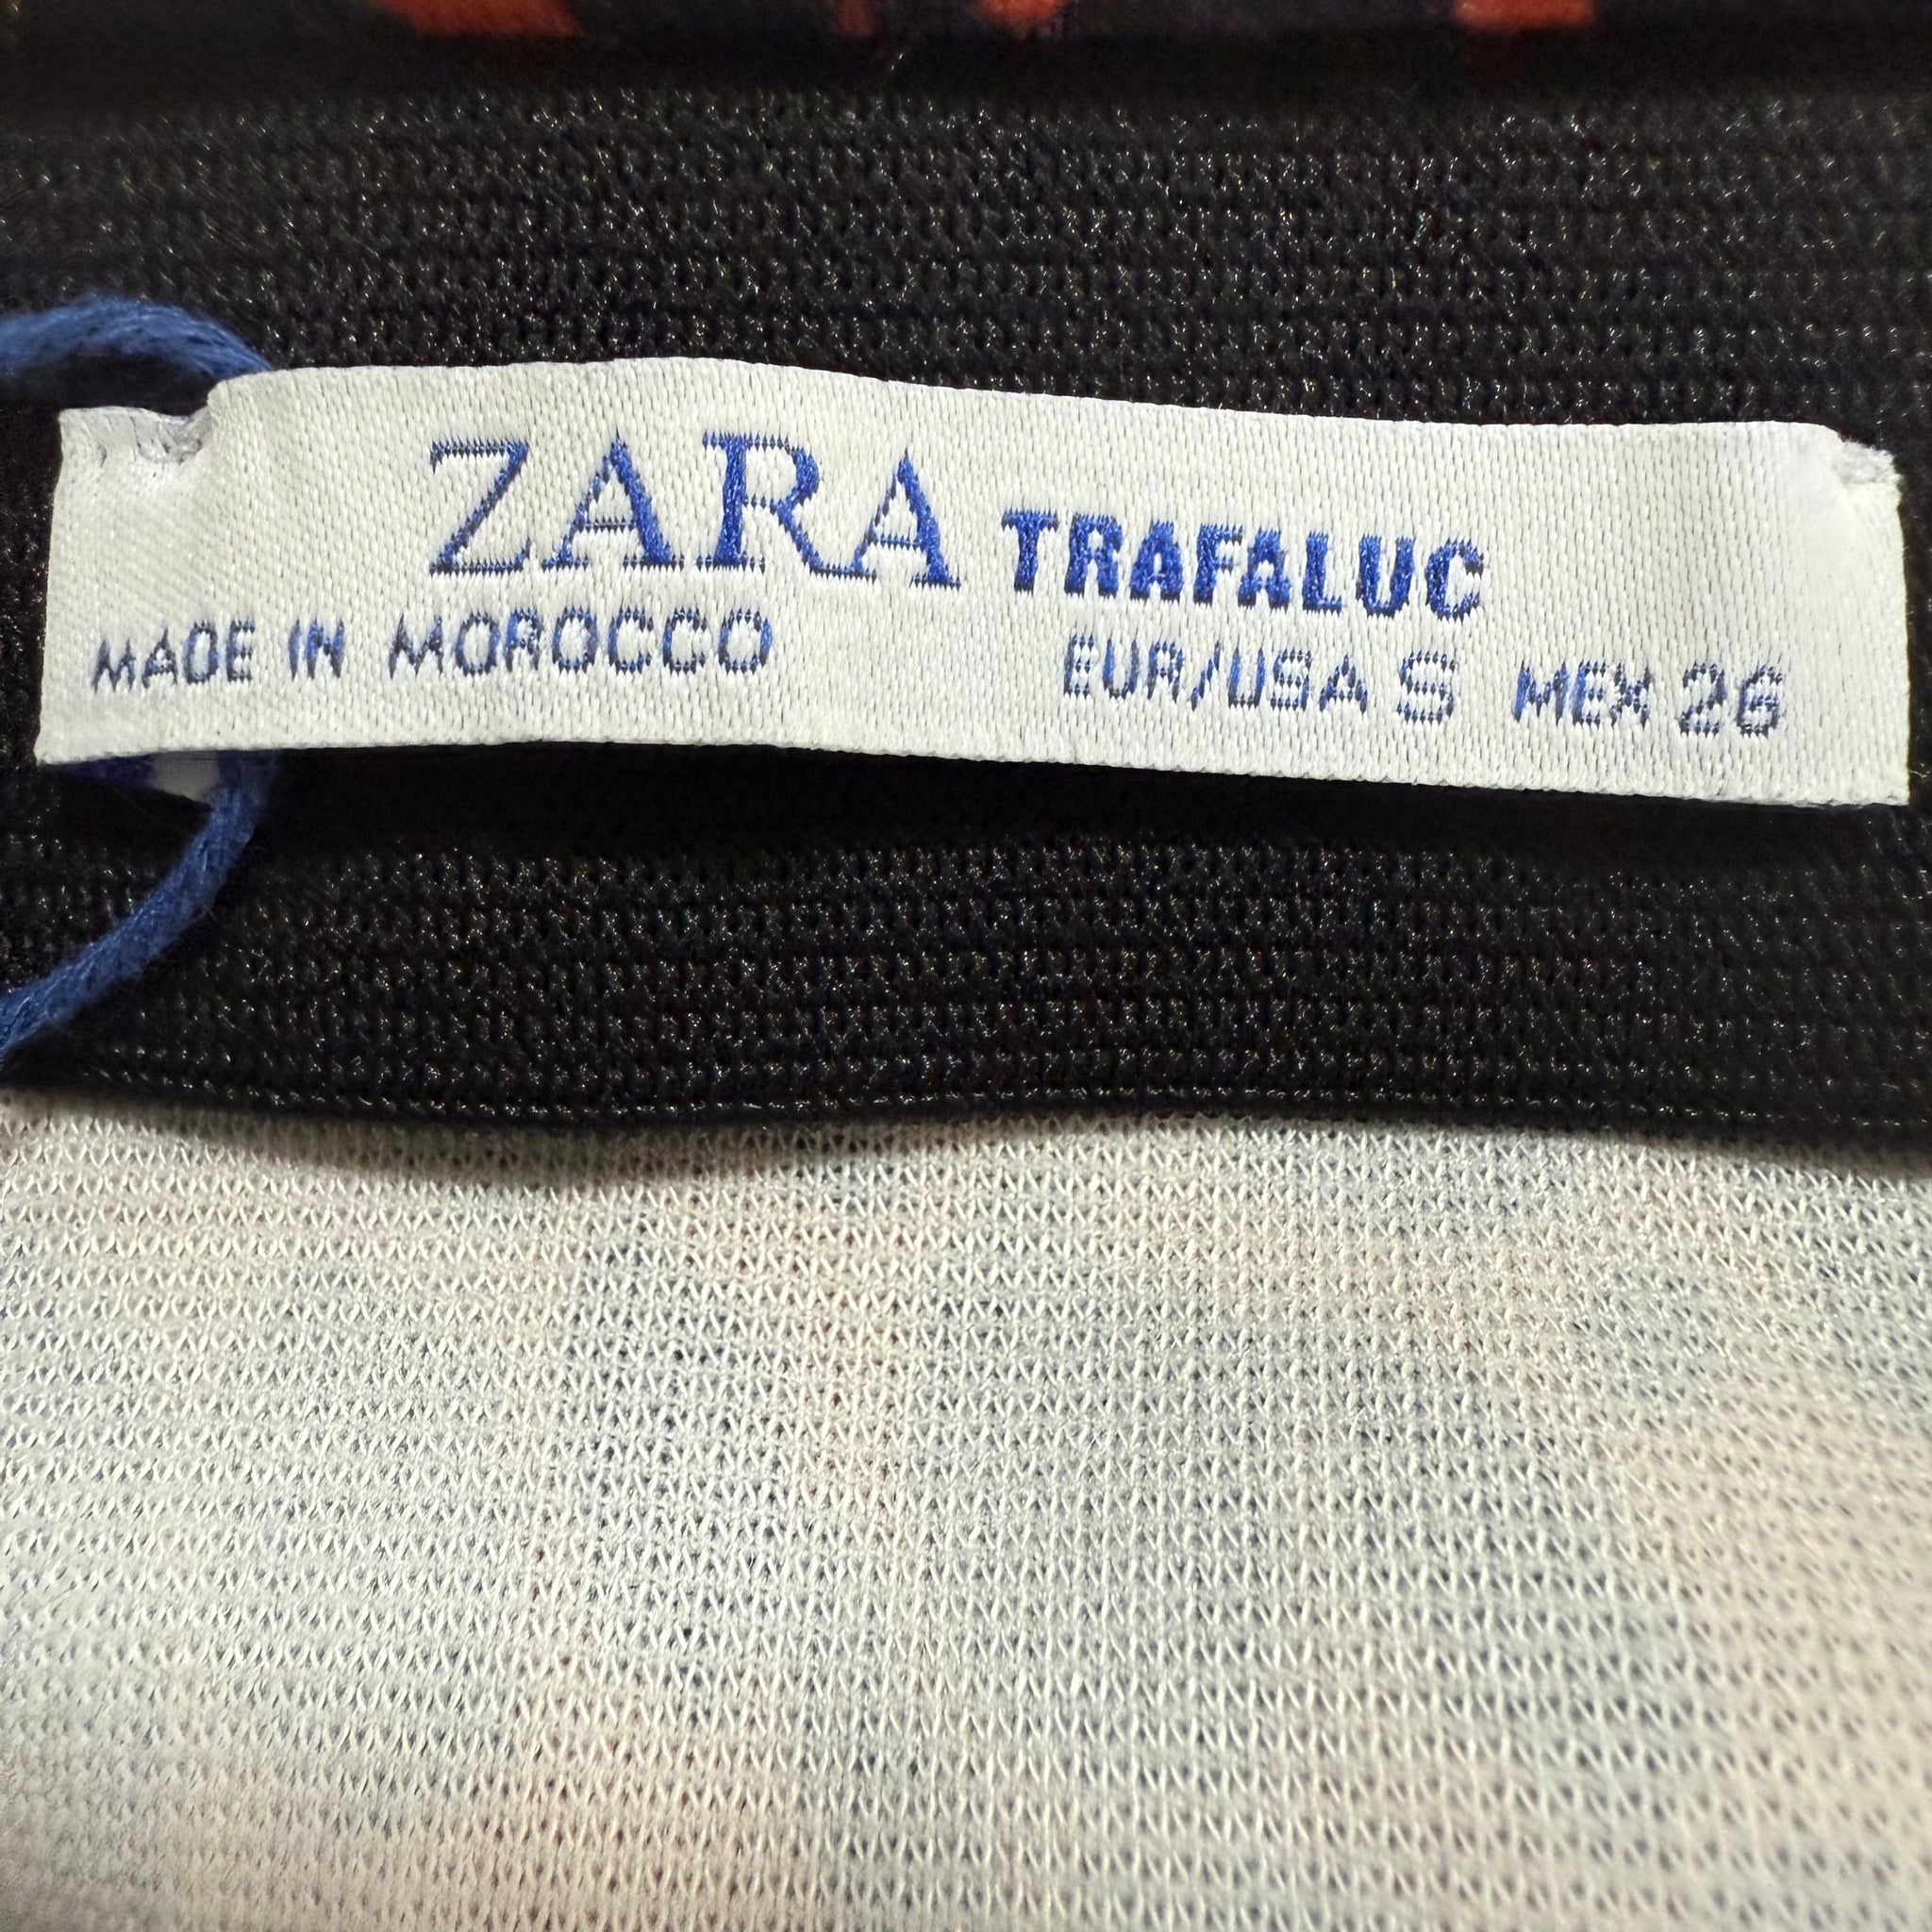 ZARA TRAFALUC
MADE IN MOROCCO EUR/USA S MEX 26